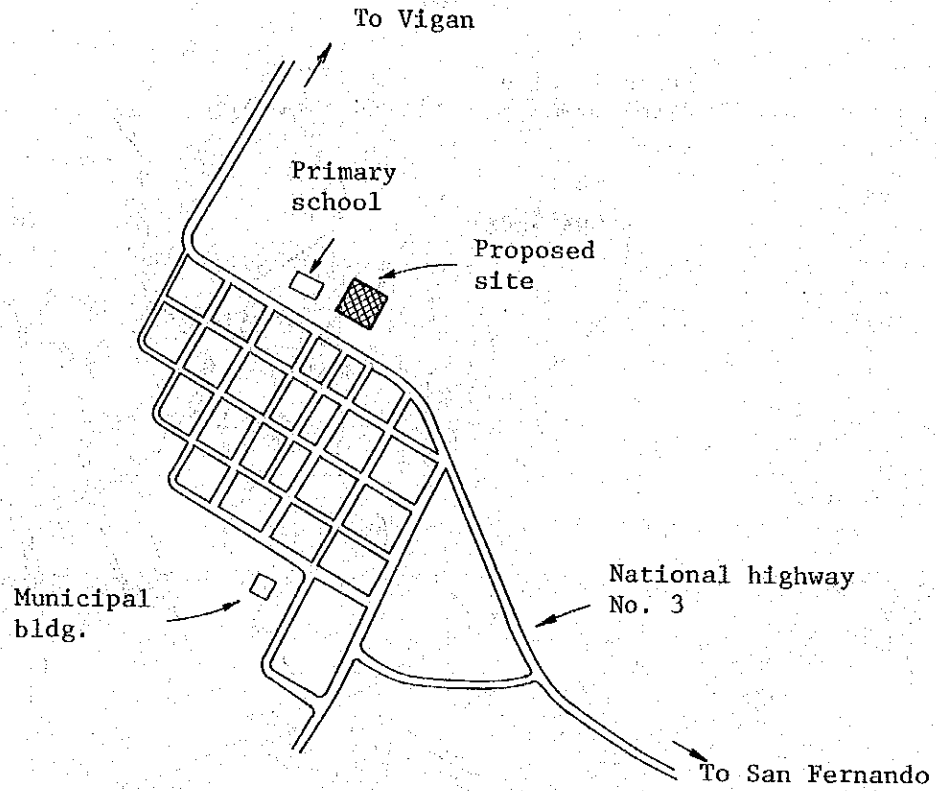 To Vigan
Primary
school
Proposed
site
National highway
No. 3
Municipal
bldg.
To San Fernando